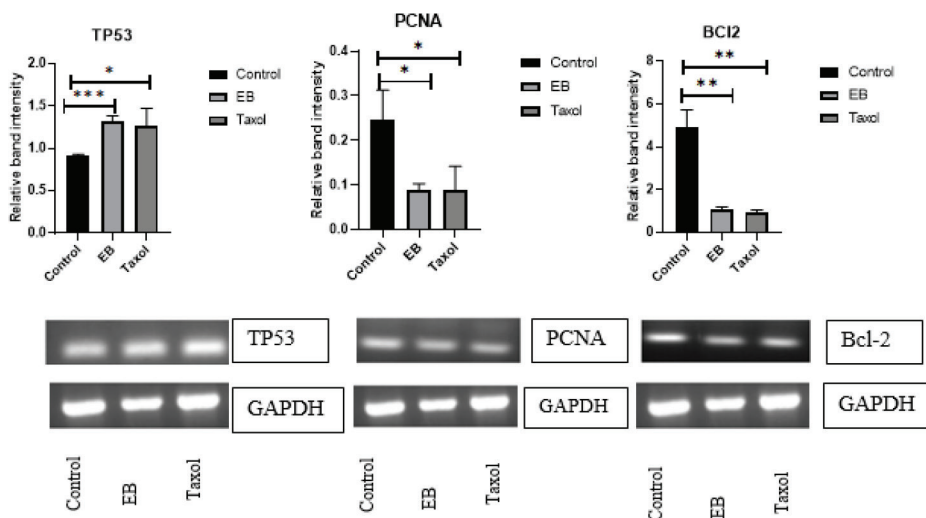 TP53
Relative band intensity
2.0
1.5
1.0
0.5
0.0
*
***
Control
EB
Taxol
Control
EB
Taxol
PCNA
Relative band intensity
0.4
0.3
0.2
0.1
0.0
*
*
Control
EB
Taxol
Control
EB
Taxol
BCl2
Relative band intensity
8
6
4
2
0
**
**
Control
EB
Taxol
Control
EB
Taxol
TP53
PCNA
Bcl-2
GAPDH
GAPDH
GAPDH
Control
EB
Taxol
Control
EB
Taxol
Control
EB
Taxol